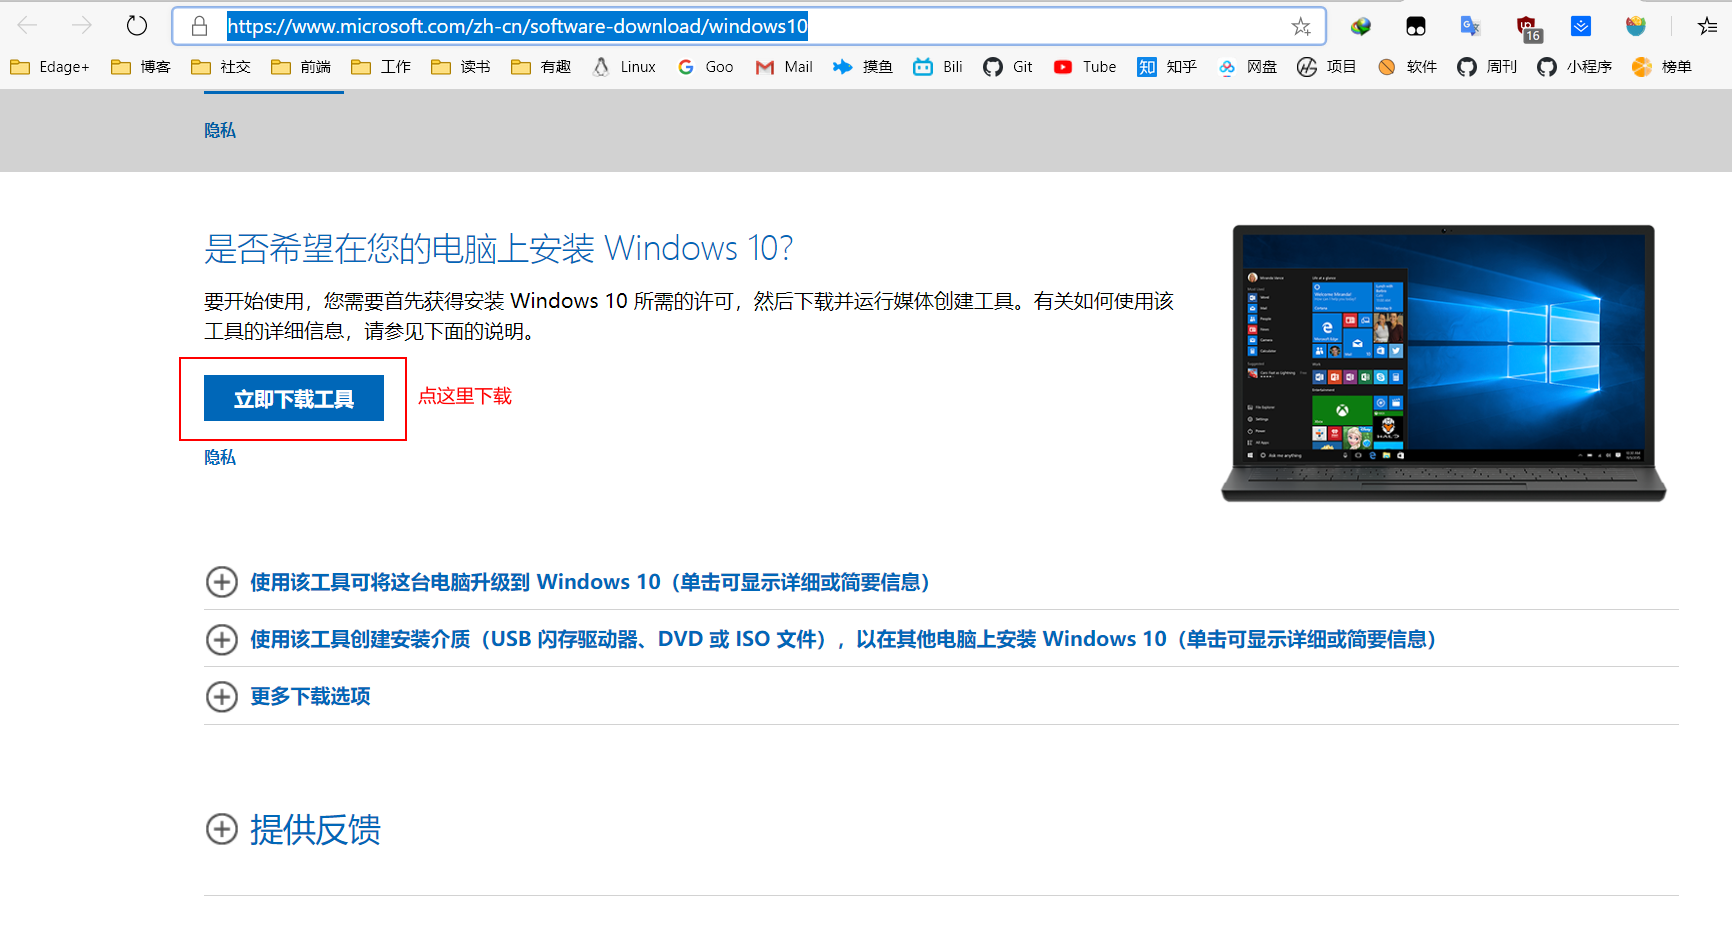 https://www.microsoft.com/zh-cn/software-download/windows10
16
Edage+ 博客 社交 前端 工作 读书 有趣 Linux Goo Mail 摸鱼 Bili Git Tube 知乎 网盘 项目 软件 周刊 小程序 榜单
隐私
是否希望在您的电脑上安装 Windows 10?
要开始使用，您需要首先获得安装 Windows 10 所需的许可，然后下载并运行媒体创建工具。有关如何使用该
工具的详细信息，请参见下面的说明。
立即下载工具
点这里下载
隐私
使用该工具可将这台电脑升级到 Windows 10（单击可显示详细或简要信息）
使用该工具创建安装介质（USB 闪存驱动器、DVD 或 ISO 文件），以在其他电脑上安装 Windows 10（单击可显示详细或简要信息）
更多下载选项
提供反馈